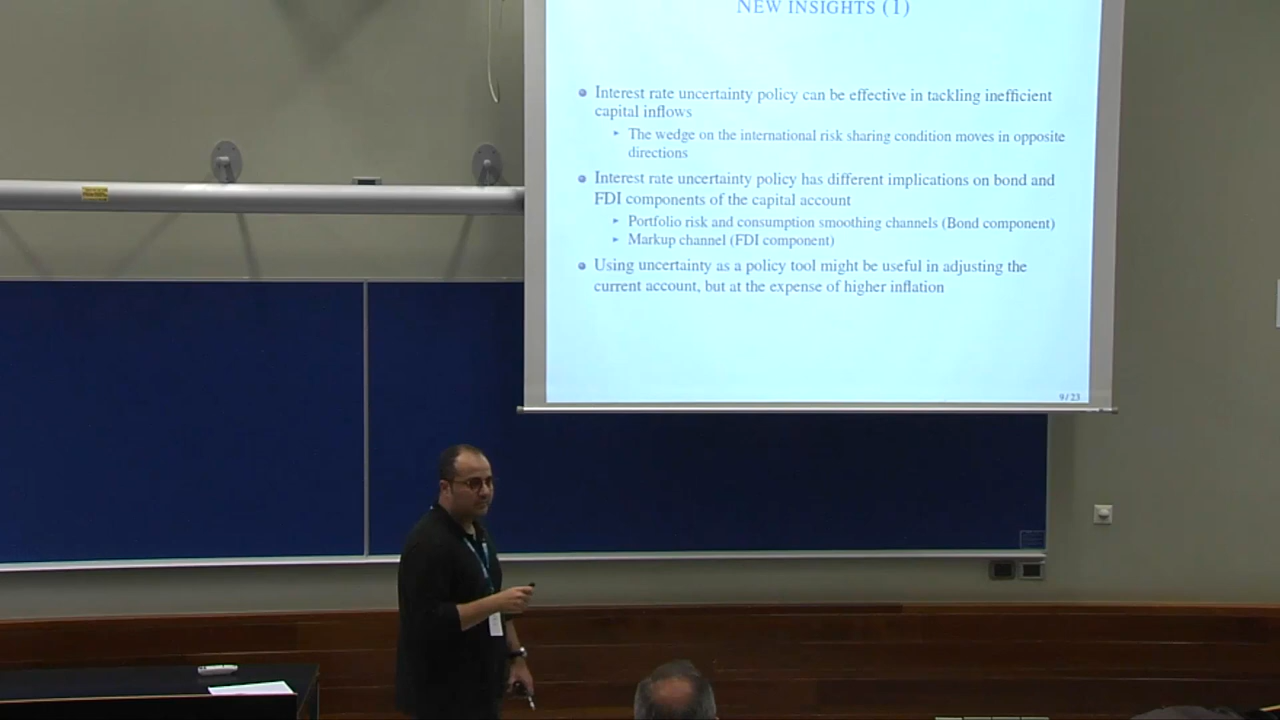 NEW INSIGHTS (1)
Interest rate uncertainty policy can be effective in tackling inefficient
capital inflows
The wedge on the international risk sharing condition moves in opposite
directions
Interest rate uncertainty policy has different implications on bond and
FDI components of the capital account
Portfolio risk and consumption smoothing channels (Bond component)
Markup channel (FDI component)
Using uncertainty as a policy tool might be useful in adjusting the
current account, but at the expense of higher inflation
9 / 23